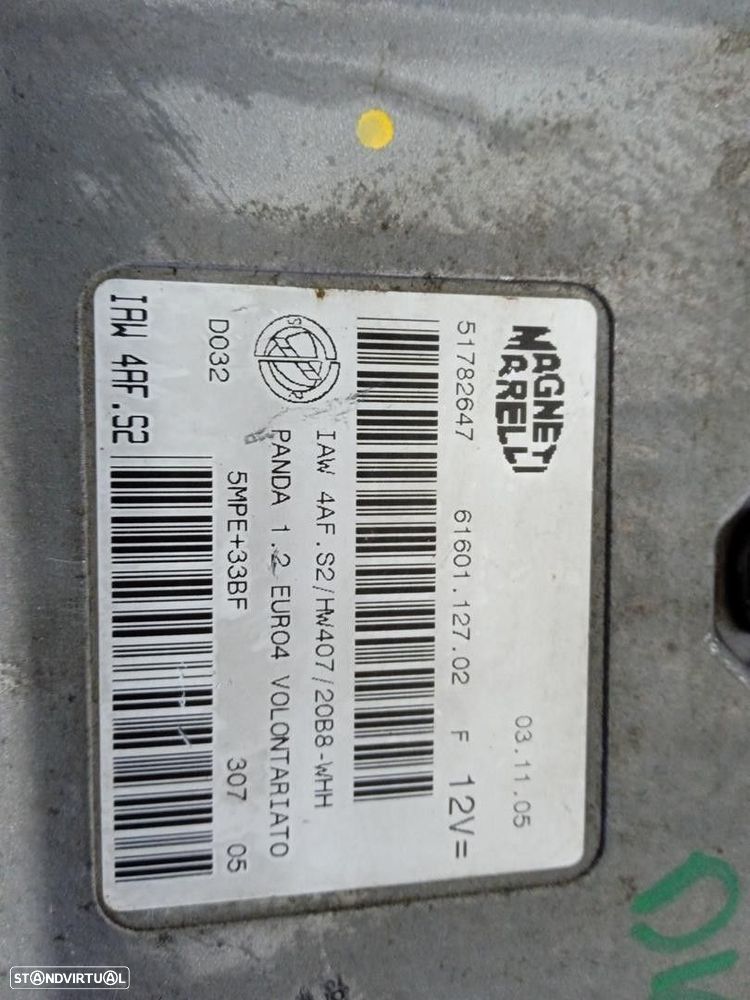 MAGNETI
MARELLI
03.11.05
51782647 61601.127.02 F 12V=
IAW 4AF.S2/HW407/20B8-WHH
PANDA 1.2 EURO4 VOLONTARIATO
D032 5MPE+33BF 307 05
IAW 4AF.S2
STANDVIRTUAL